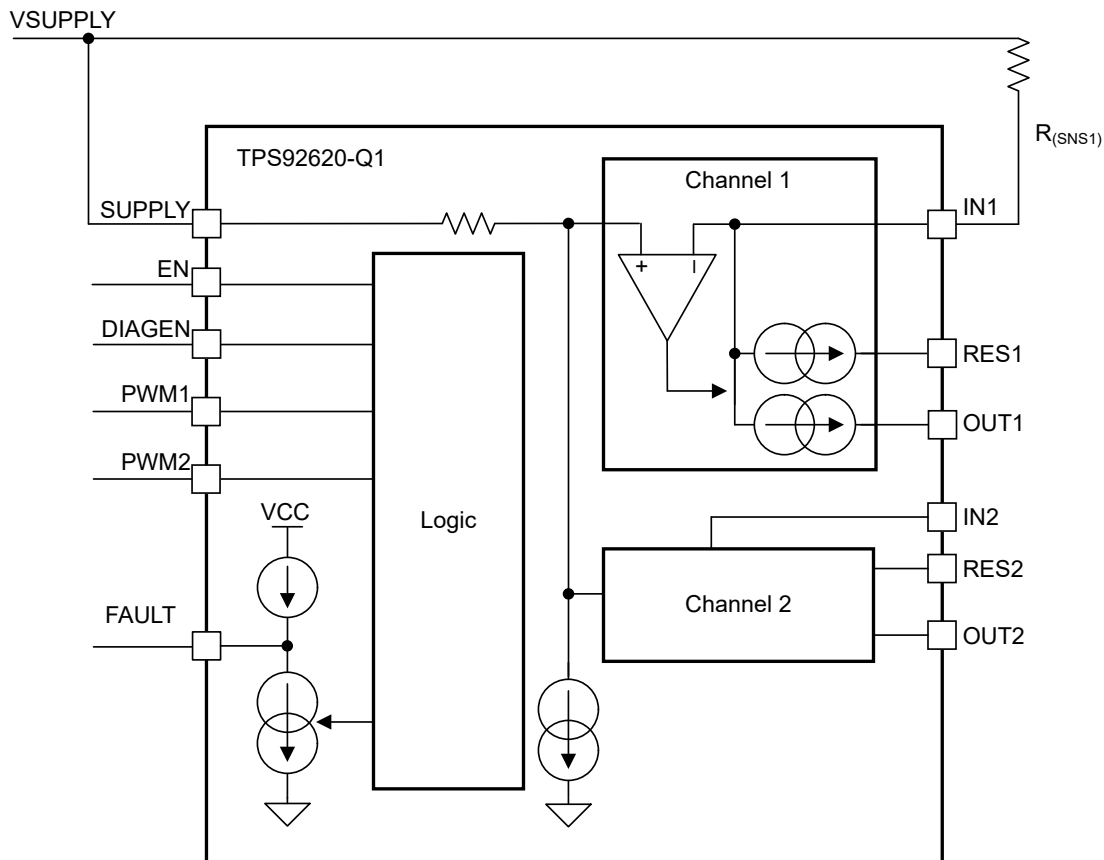 VSUPPLY
R(SNS1)
TPS92620-Q1
Channel 1
SUPPLY
IN1
+
EN
DIAGEN
RES1
PWM1
OUT1
PWM2
VCC
IN2
Logic
RES2
Channel 2
FAULT
OUT2